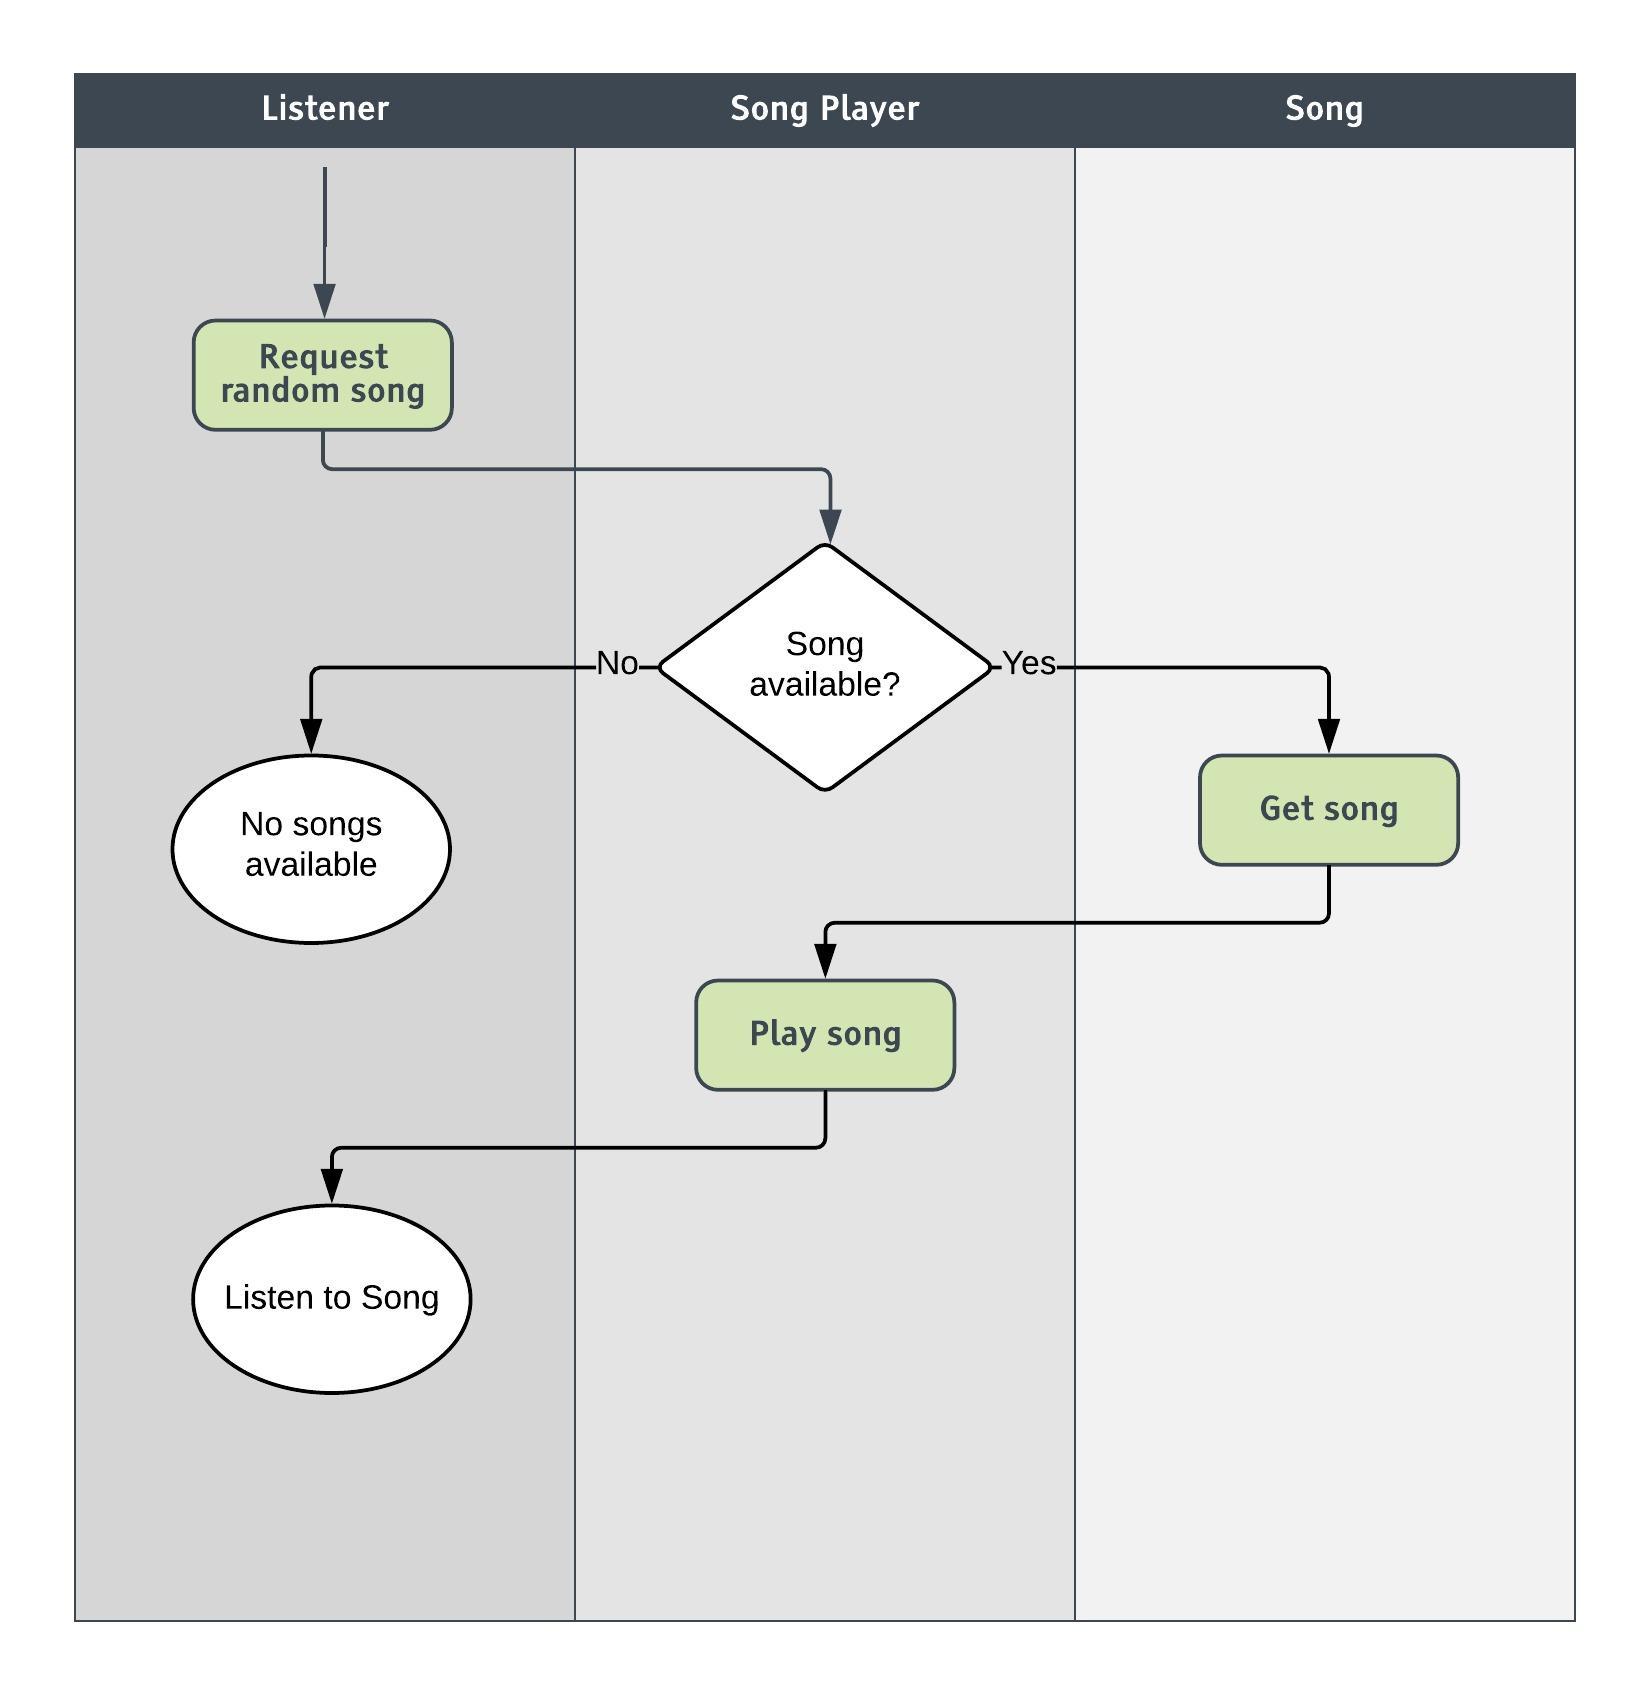 Listener
Song Player
Song
Request
random song
Song
available?
No
Yes
No songs
available
Get song
Play song
Listen to Song